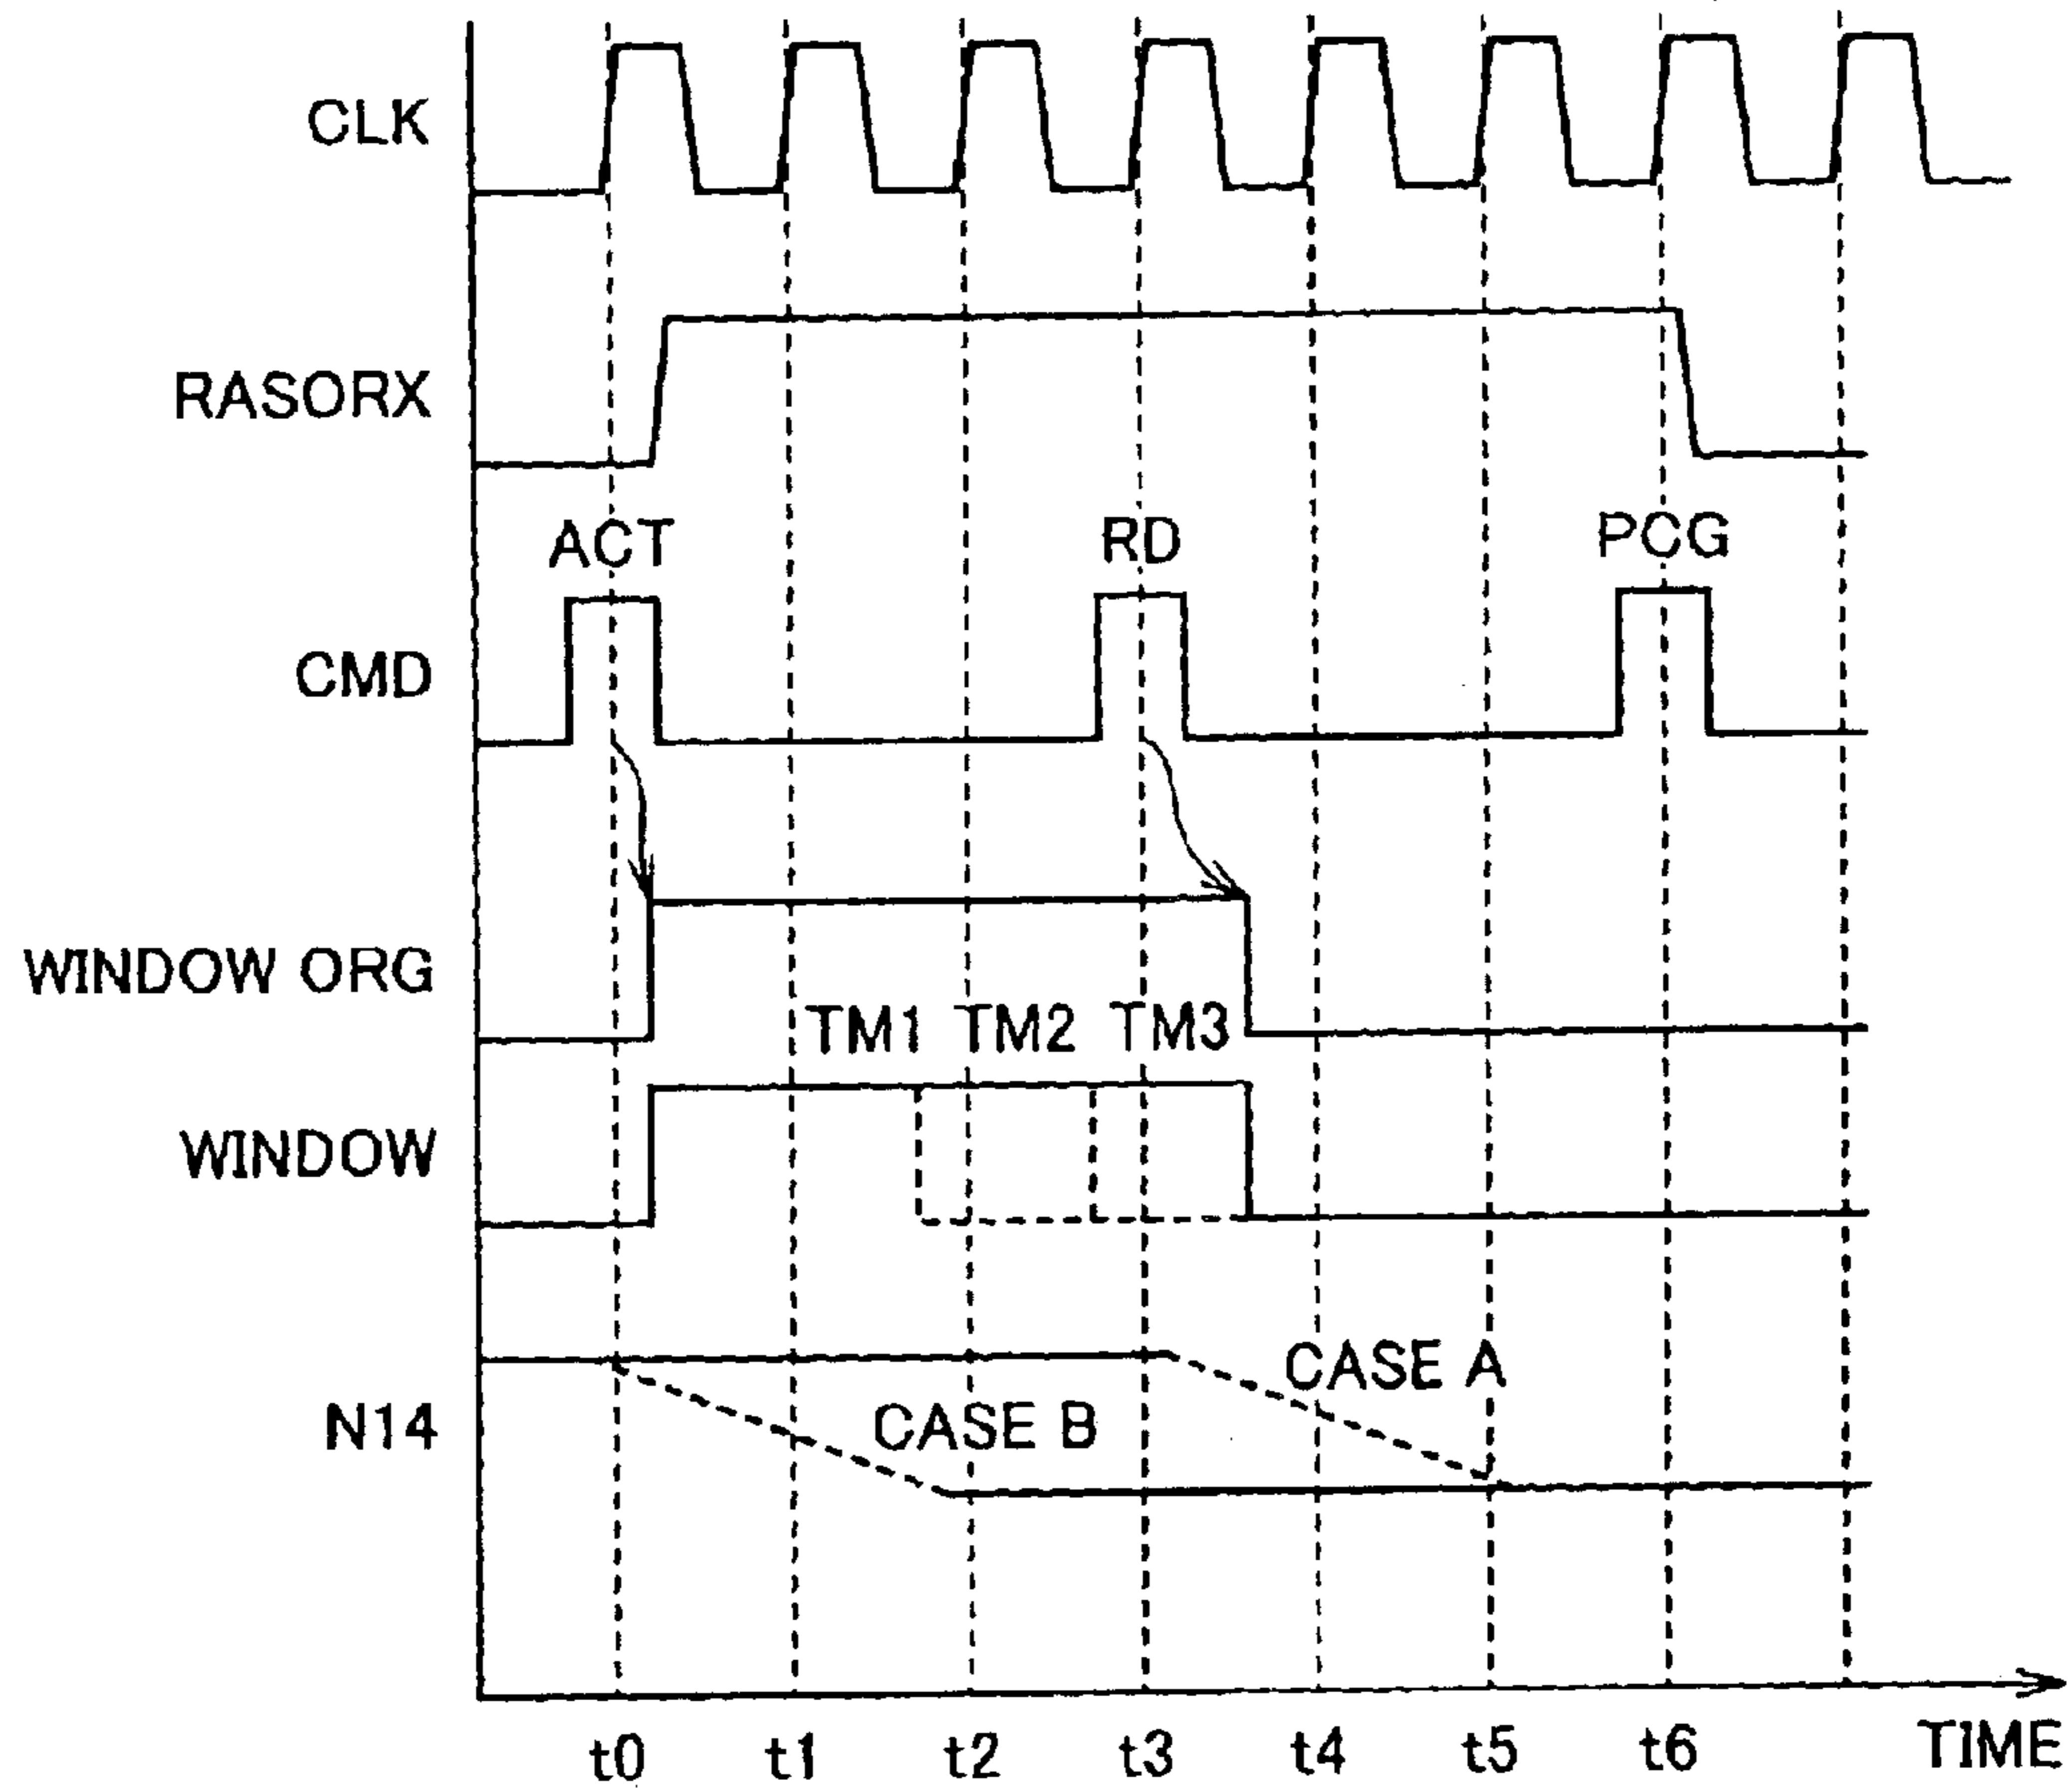 CLK
RASORX
ACT RD PCG
CMD
WINDOW ORG
TM1 TM2 TM3
WINDOW
CASE A
N14
CASE B
t0 t1 t2 t3 t4 t5 t6 TIME